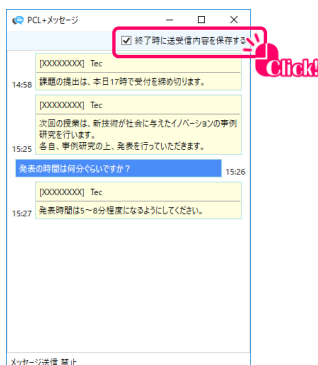 PCL+メッセージ
終了時に送受信内容を保存する
Click!
[XXXXXXXX] Tec
14:58 課題の提出は、本日17時で受付を締め切ります。
[XXXXXXXX] Tec
次回の授業は、新技術が社会に与えたイノベーションの事例
研究を行います。
15:25 各自、事例研究の上、発表を行っていただきます。
発表の時間は何分ぐらいですか? 15:26
[XXXXXXXX] Tec
15:27 発表時間は5~8分程度になるようにしてください。
メッセージ送信 禁止